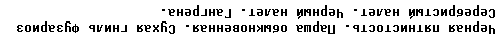 Черная пятнистость. Парша обыкновенная. Сухая гниль фузариоз
Серебристый налет. Черный налет. Гангрена.